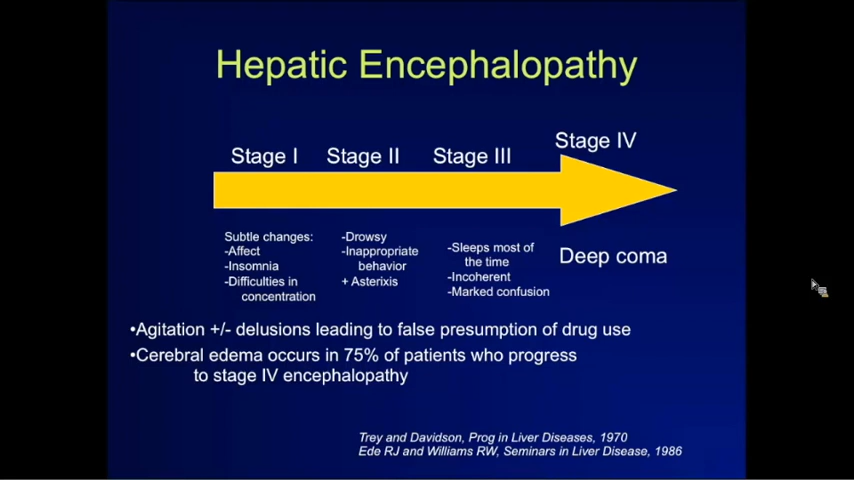 Hepatic Encephalopathy
Stage I
Stage II
Stage III
Stage IV
Subtle changes:
-Affect
-Insomnia
-Difficulties in
concentration
-Drowsy
-Inappropriate
behavior
+ Asterixis
-Sleeps most of
the time
-Incoherent
-Marked confusion
Deep coma
•Agitation +/- delusions leading to false presumption of drug use
•Cerebral edema occurs in 75% of patients who progress
to stage IV encephalopathy
Trey and Davidson, Prog in Liver Diseases, 1970
Ede RJ and Williams RW, Seminars in Liver Disease, 1986